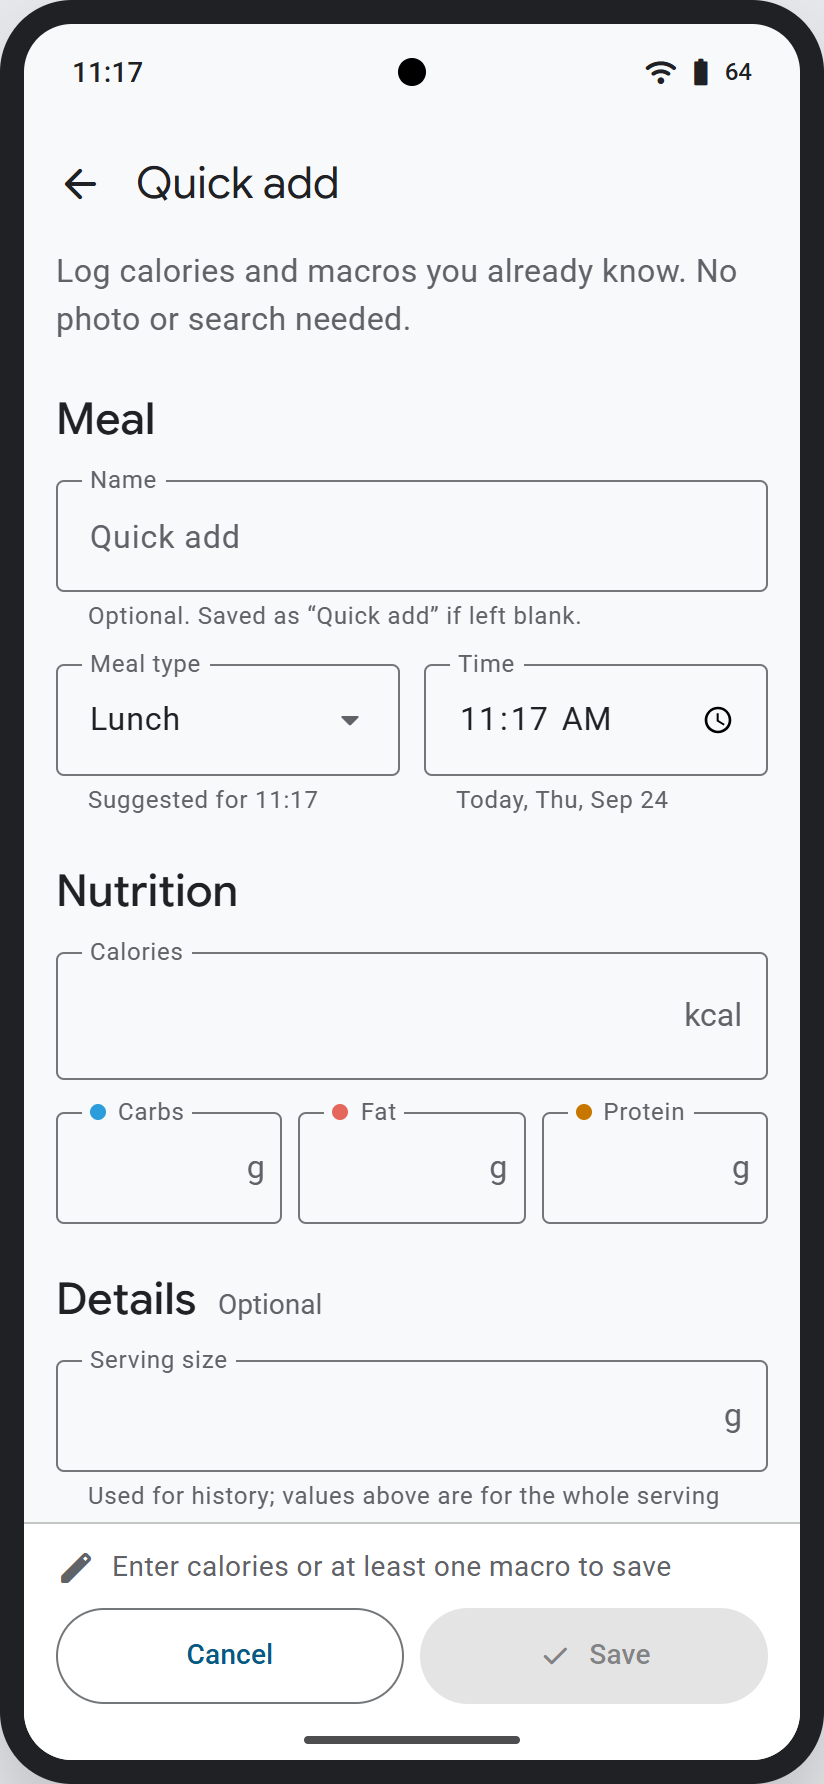 11:17
64
Quick add
Log calories and macros you already know. No
photo or search needed.
Meal
Name
Quick add
Optional. Saved as “Quick add” if left blank.
Meal type
Time
Lunch
11:17 AM
Suggested for 11:17
Today, Thu, Sep 24
Nutrition
Calories
kcal
Carbs
Fat
Protein
g
g
g
Details Optional
Serving size
g
Used for history; values above are for the whole serving
Enter calories or at least one macro to save
Cancel
Save